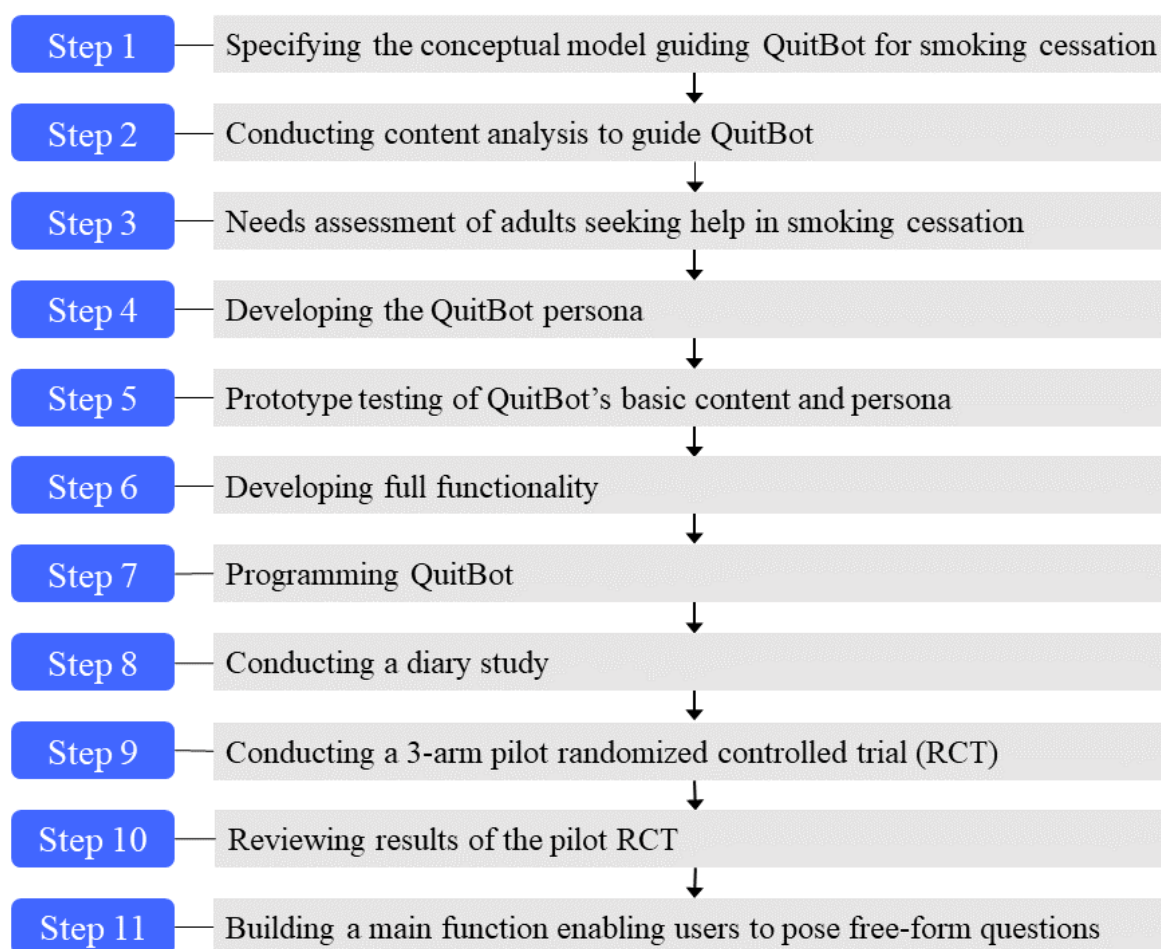 Step 1 Specifying the conceptual model guiding QuitBot for smoking cessation
Step 2 Conducting content analysis to guide QuitBot
Step 3 Needs assessment of adults seeking help in smoking cessation
Step 4 Developing the QuitBot persona
Step 5 Prototype testing of QuitBot’s basic content and persona
Step 6 Developing full functionality
Step 7 Programming QuitBot
Step 8 Conducting a diary study
Step 9 Conducting a 3-arm pilot randomized controlled trial (RCT)
Step 10 Reviewing results of the pilot RCT
Step 11 Building a main function enabling users to pose free-form questions